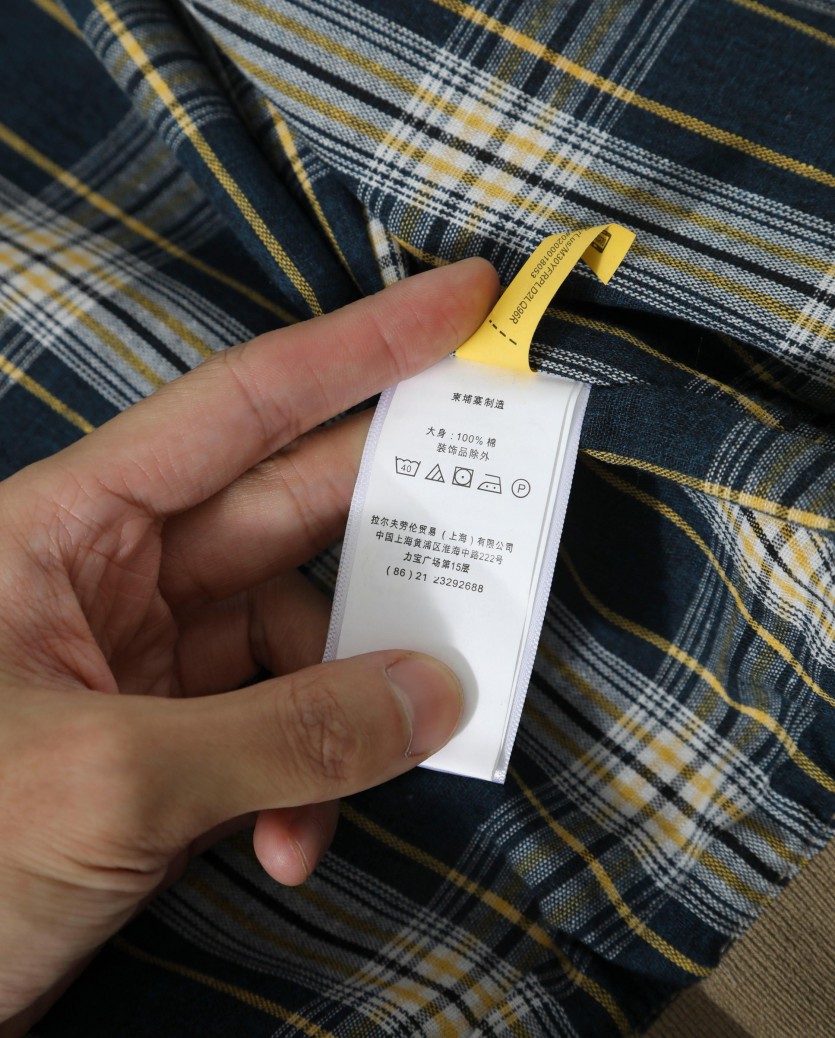 柬埔寨制造
大身：100% 棉
装饰品除外
40
P
拉尔夫劳伦贸易（上海）有限公司
中国上海黄浦区淮海中路222号
力宝广场第15层
(86) 21 23292688